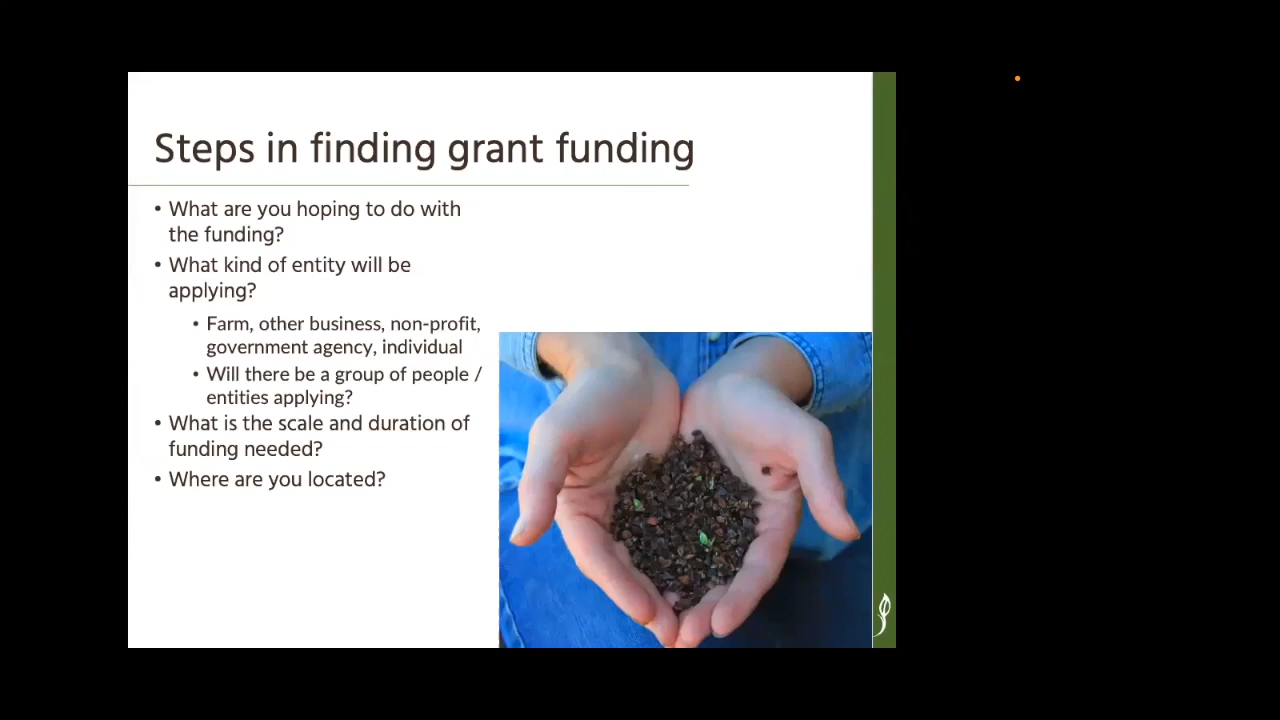 Steps in finding grant funding
• What are you hoping to do with
the funding?
• What kind of entity will be
applying?
• Farm, other business, non-profit,
government agency, individual
• Will there be a group of people /
entities applying?
• What is the scale and duration of
funding needed?
• Where are you located?